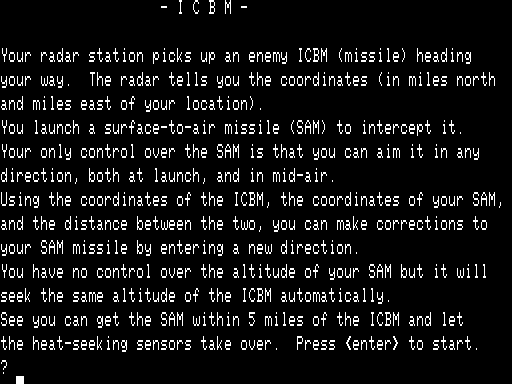 - I C B M -
Your radar station picks up an enemy ICBM (missile) heading
your way.  The radar tells you the coordinates (in miles north
and miles east of your location).
You launch a surface-to-air missile (SAM) to intercept it.
Your only control over the SAM is that you can aim it in any
direction, both at launch, and in mid-air.
Using the coordinates of the ICBM, the coordinates of your SAM,
and the distance between the two, you can make corrections to
your SAM missile by entering a new direction.
You have no control over the altitude of your SAM but it will
seek the same altitude of the ICBM automatically.
See you can get the SAM within 5 miles of the ICBM and let
the heat-seeking sensors take over.  Press <enter> to start.
?